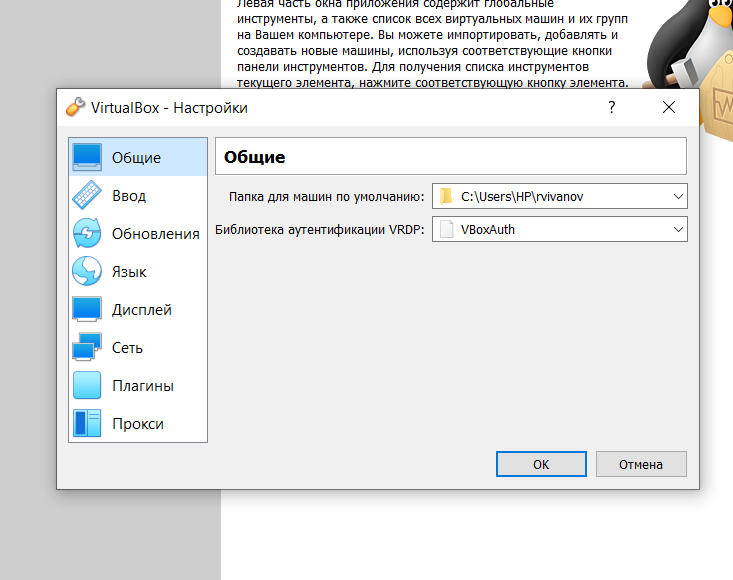 Левая часть окна приложения содержит глобальные
инструменты, а также список всех виртуальных машин и их групп
на Вашем компьютере. Вы можете импортировать, добавлять и
создавать новые машины, используя соответствующие кнопки
панели инструментов. Для получения списка инструментов
текущего элемента, нажмите соответствующую кнопку элемента.
VirtualBox - Настройки
?
Общие
Ввод
Обновления
Язык
Дисплей
Сеть
Плагины
Прокси
Общие
Папка для машин по умолчанию: C:\Users\HP\rvivanov
Библиотека аутентификации VRDP: VBoxAuth
ОК Отмена